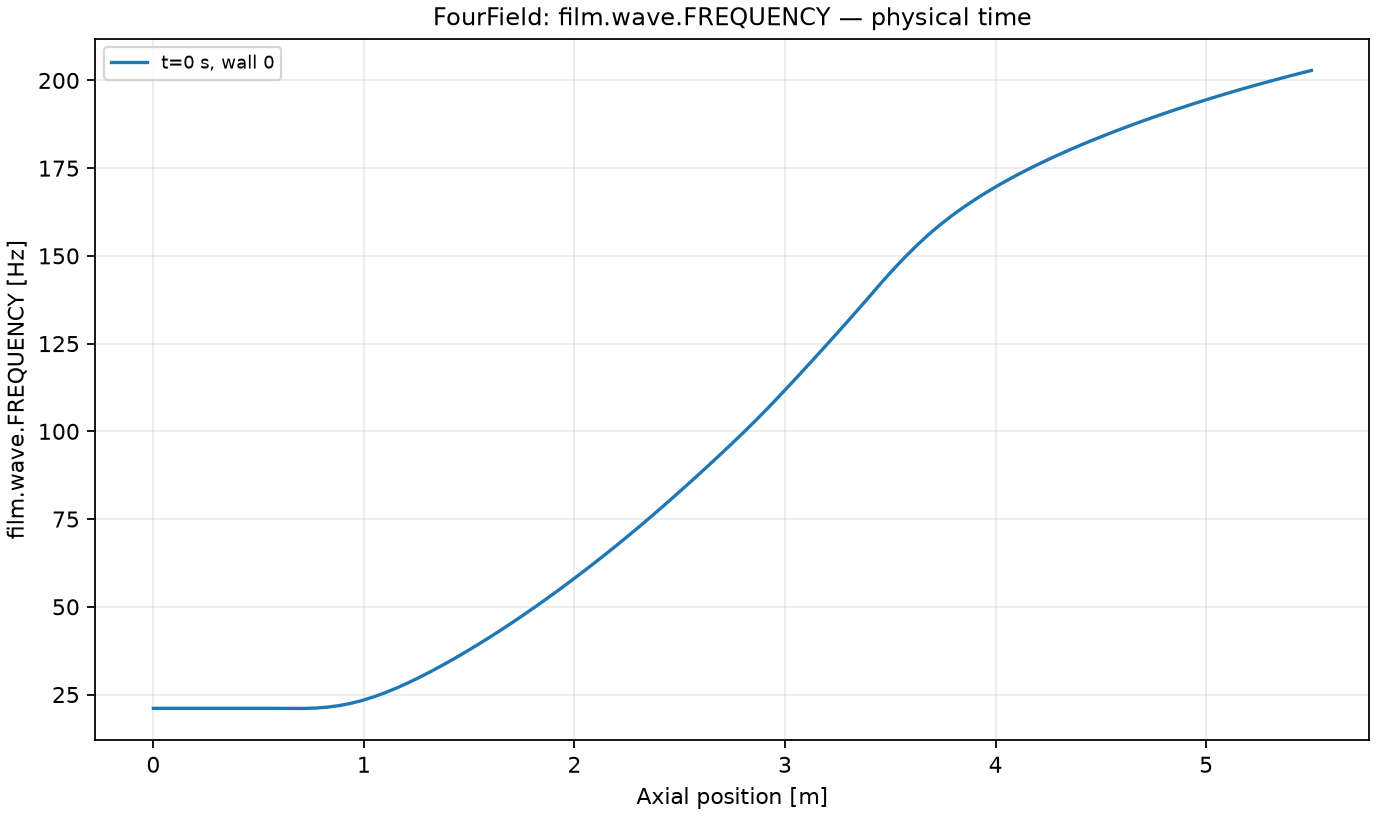 FourField: film.wave.FREQUENCY — physical time
t=0 s, wall 0
film.wave.FREQUENCY [Hz]
200
175
150
125
100
75
50
25
0 1 2 3 4 5
Axial position [m]